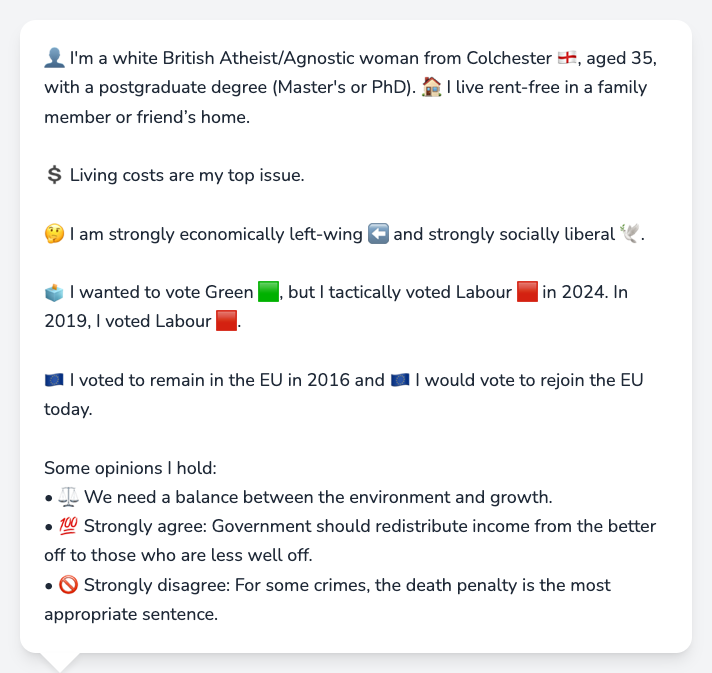 👤 I'm a white British Atheist/Agnostic woman from Colchester 🏴󠁧󠁢󠁥󠁮󠁧󠁿, aged 35,
with a postgraduate degree (Master's or PhD). 🏠 I live rent-free in a family
member or friend’s home.
💲 Living costs are my top issue.
🤔 I am strongly economically left-wing ⬅️ and strongly socially liberal 🕊️.
🗳️ I wanted to vote Green 🟩, but I tactically voted Labour 🟥 in 2024. In
2019, I voted Labour 🟥.
🇪🇺 I voted to remain in the EU in 2016 and 🇪🇺 I would vote to rejoin the EU
today.
Some opinions I hold:
• ⚖️ We need a balance between the environment and growth.
• 💯 Strongly agree: Government should redistribute income from the better
off to those who are less well off.
• 🚫 Strongly disagree: For some crimes, the death penalty is the most
appropriate sentence.